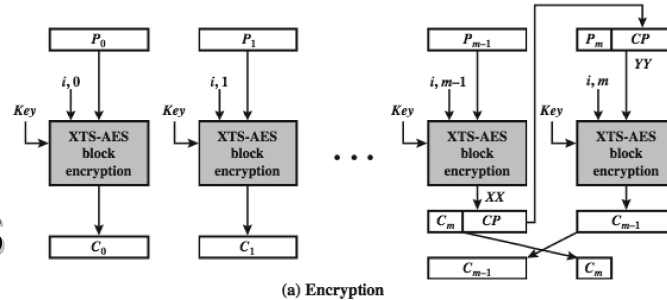 P0 P1 Pm–1 Pm CP
YY
i, 0 i, 1 i, m–1 i, m
Key Key Key Key
XTS-AES XTS-AES XTS-AES XTS-AES
block block block block
encryption encryption • • • encryption encryption
XX
Cm CP Cm–1
C0 C1
Cm–1 Cm
(a) Encryption